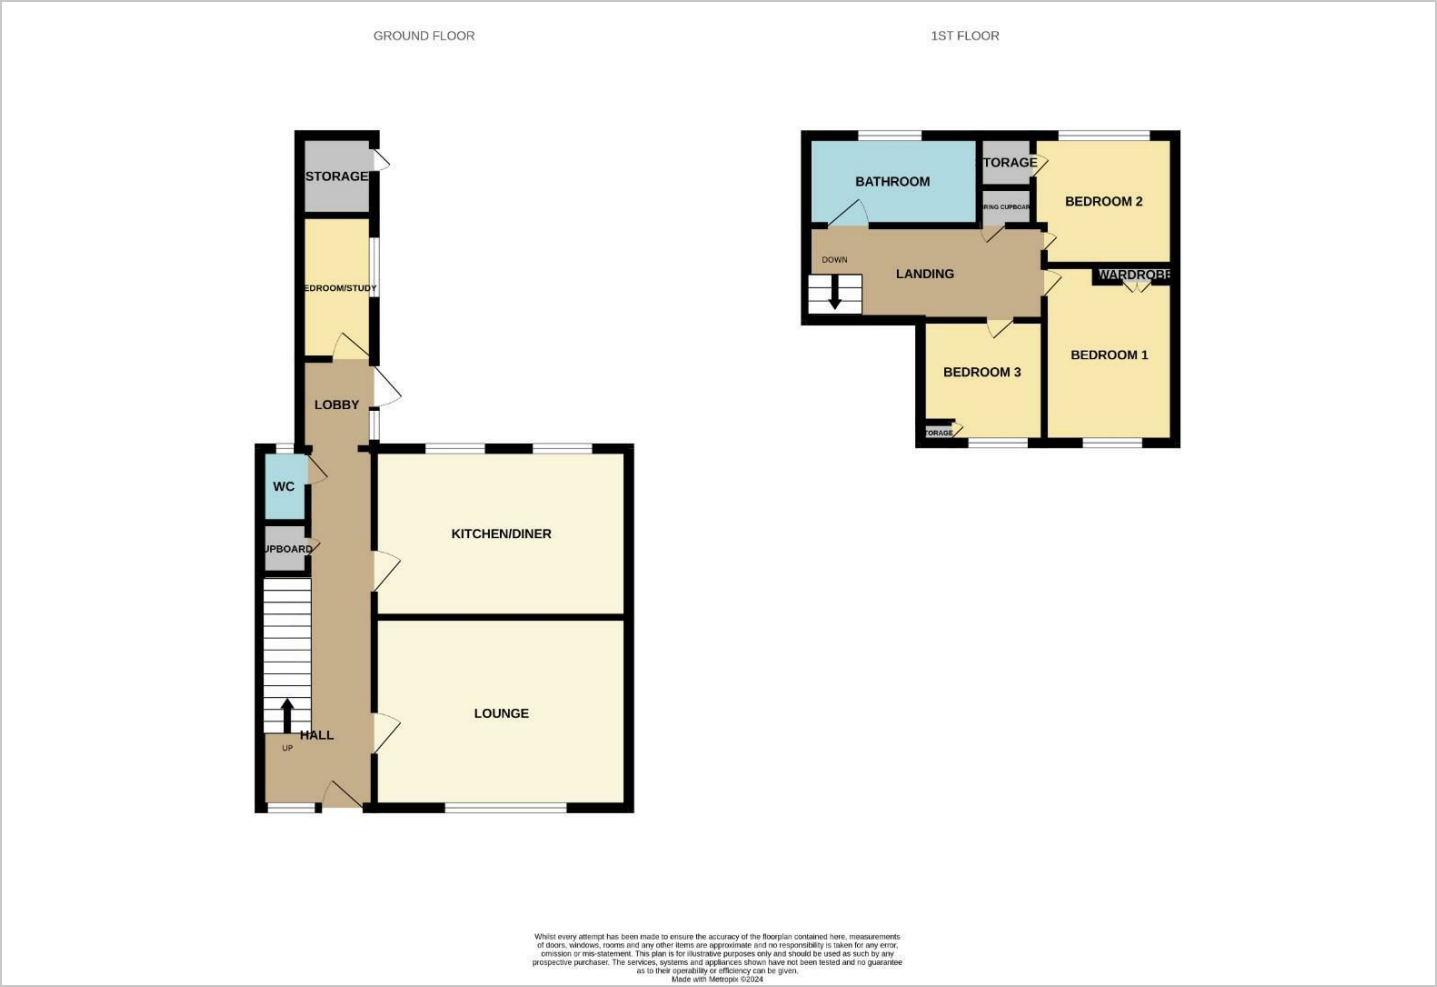 GROUND FLOOR
1ST FLOOR
STORAGE
EDROOM/STUDY
LOBBY
WC
UPBOARD
KITCHEN/DINER
LOUNGE
HALL
UP
BATHROOM
TORAGE
RING CUPBOAR
BEDROOM 2
DOWN
LANDING
WARDROBE
BEDROOM 1
BEDROOM 3
TORAGE
Whilst every attempt has been made to ensure the accuracy of the floorplan contained here, measurements
of doors, windows, rooms and any other items are approximate and no responsibility is taken for any error,
omission or mis-statement. This plan is for illustrative purposes only and should be used as such by any
prospective purchaser. The services, systems and appliances shown have not been tested and no guarantee
as to their operability or efficiency can be given.
Made with Metropix ©2024